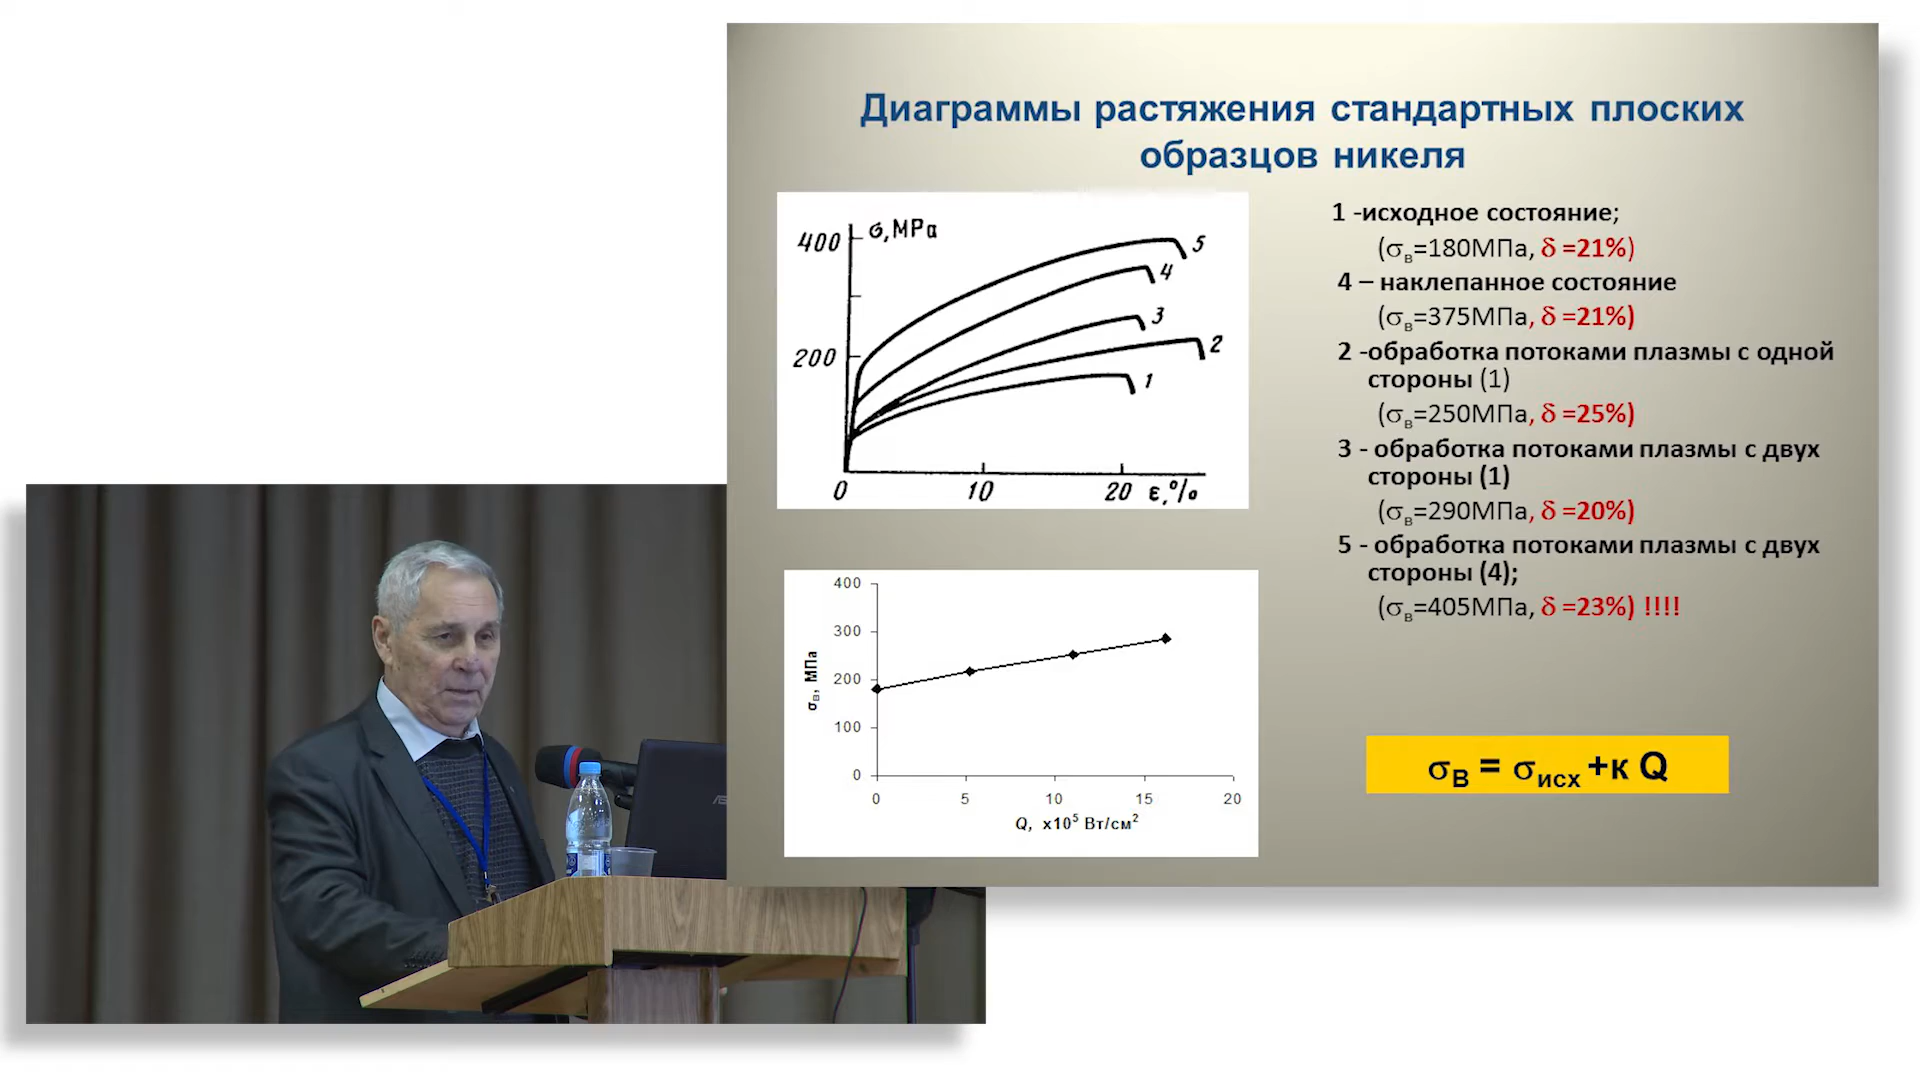 Диаграммы растяжения стандартных плоских
образцов никеля
σ, МРа
400
200
0
10
20
ε, %
5
4
3
2
1
400
300
200
100
0
σв, МПа
0
5
10
15
20
Q, x10⁵ Вт/см²
1 -исходное состояние;
(σв=180МПа, δ =21%)
4 – наклепанное состояние
(σв=375МПа, δ =21%)
2 -обработка потоками плазмы с одной
стороны (1)
(σв=250МПа, δ =25%)
3 - обработка потоками плазмы с двух
стороны (1)
(σв=290МПа, δ =20%)
5 - обработка потоками плазмы с двух
стороны (4);
(σв=405МПа, δ =23%) !!!!
σВ = σисх +к Q